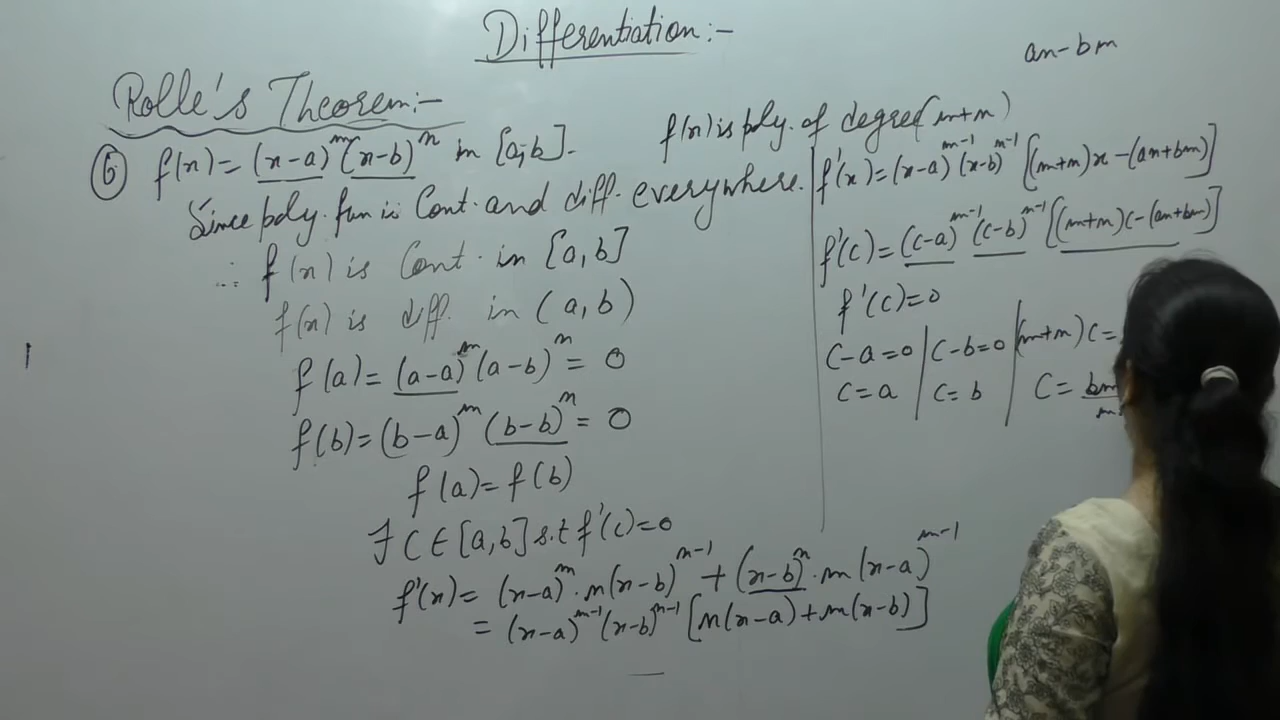 Differentiation:-
an-bm
Rolle's Theorem:-
⑥ f(x) = (x-a)^m (x-b)^n in [a,b].
f(x) is poly. of degree (m+n)
Since poly. fun is Cont. and diff. everywhere.
∴ f(x) is Cont. in [a,b]
f(x) is diff. in (a,b)
f(a) = (a-a)^m (a-b)^n = 0
f(b) = (b-a)^m (b-b)^n = 0
f(a) = f(b)
∃ C ∈ [a,b] s.t f'(c)=0
f'(x) = (x-a)^m . n(x-b)^n-1 + (x-b)^n . m(x-a)^m-1
= (x-a)^m-1 (x-b)^n-1 [n(x-a)+m(x-b)]
f'(x) = (x-a)^m-1 (x-b)^n-1 [(m+n)x -(an+bm)]
f'(c) = (c-a)^m-1 (c-b)^n-1 [(m+n)c-(an+bm)]
f'(c)=0
c-a=0 | c-b=0 | (m+n)c=
c=a | c=b | c= bm